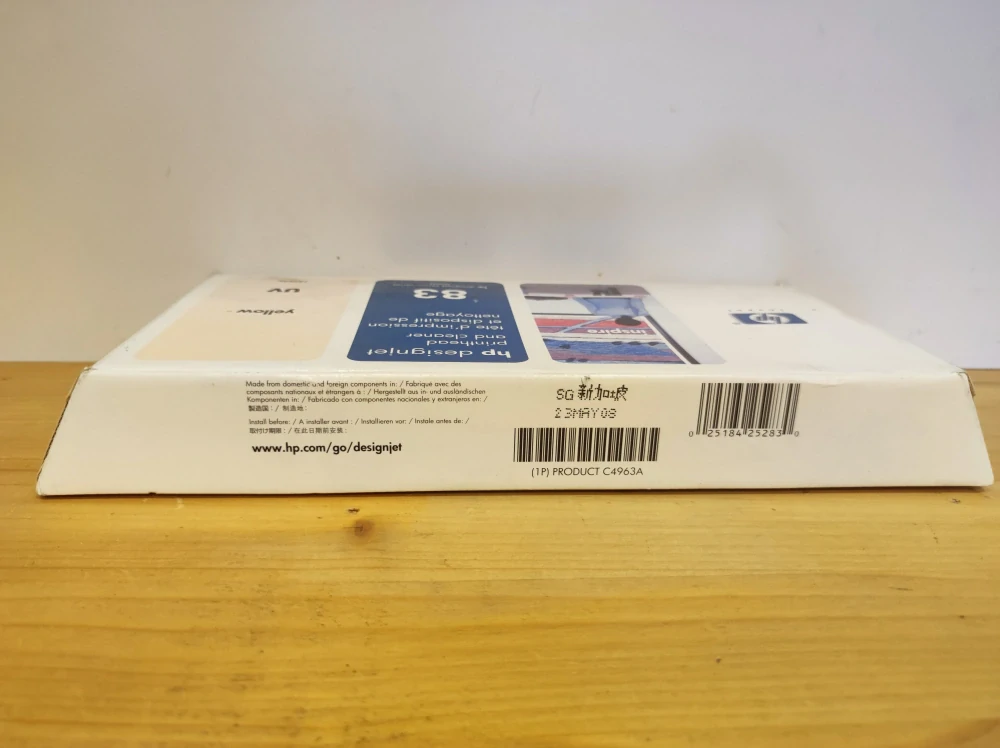 uv
yellow
83
nettoyage
et dispositif de
tête d'impression
and cleaner
printhead
hp designjet
inspire
hp
Made from domestic and foreign components in: / Fabrique avec des
composants nationaux et étrangers à : / Hergestellt aus in- und ausländischen
Komponenten in: / Fabricado con componentes nacionales y extranjeros en: /
製造国 : / 制造地:
Install before: / A installer avant : / Installieren vor: / Instale antes de: /
取付け期限 : / 在此日期前安装 :
www.hp.com/go/designjet
SG 新加坡
23MAY08
(1P) PRODUCT C4963A
0 25184 25283 0